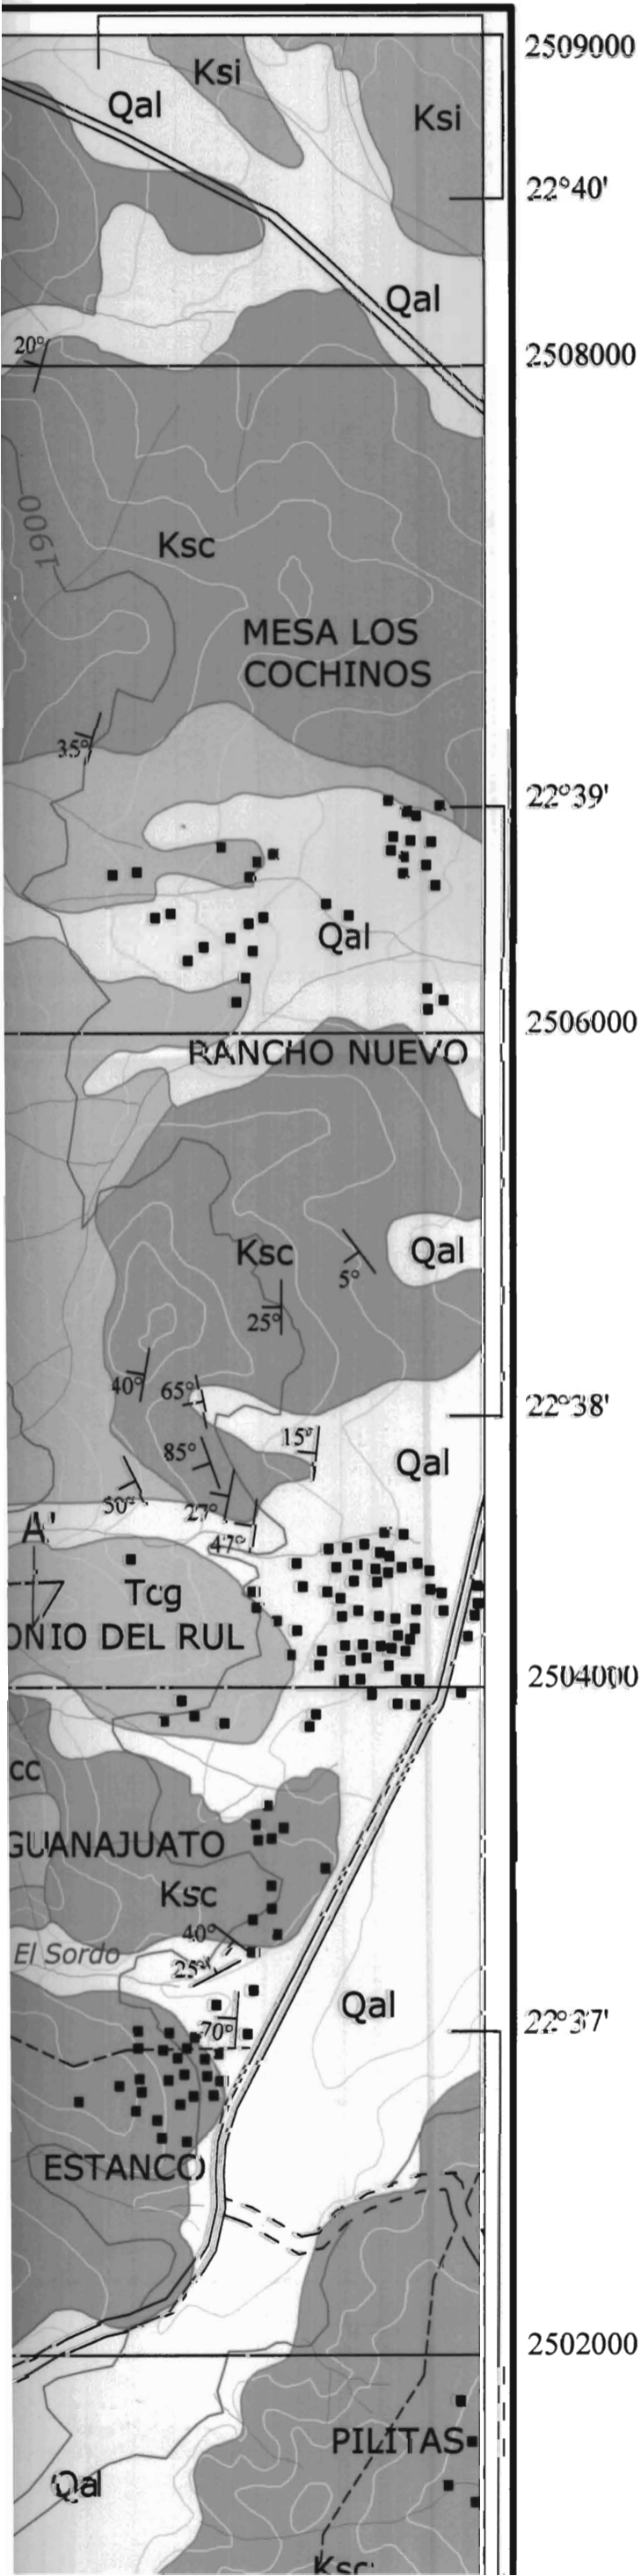 2509000
Ksi
Qal
Ksi
22°40'
Qal
20°
2508000
1900
Ksc
MESA LOS
COCHINOS
35°
22°39'
Qal
2506000
RANCHO NUEVO
Ksc
Qal
5°
25°
40°
65°
22°38'
15°
85°
Qal
50°
27°
47°
A'
Tcg
ONIO DEL RUL
2504000
cc
GUANAJUATO
Ksc
40°
El Sordo
25°
Qal
22°37'
70°
ESTANCO
2502000
PILITAS
Qal
Ksc